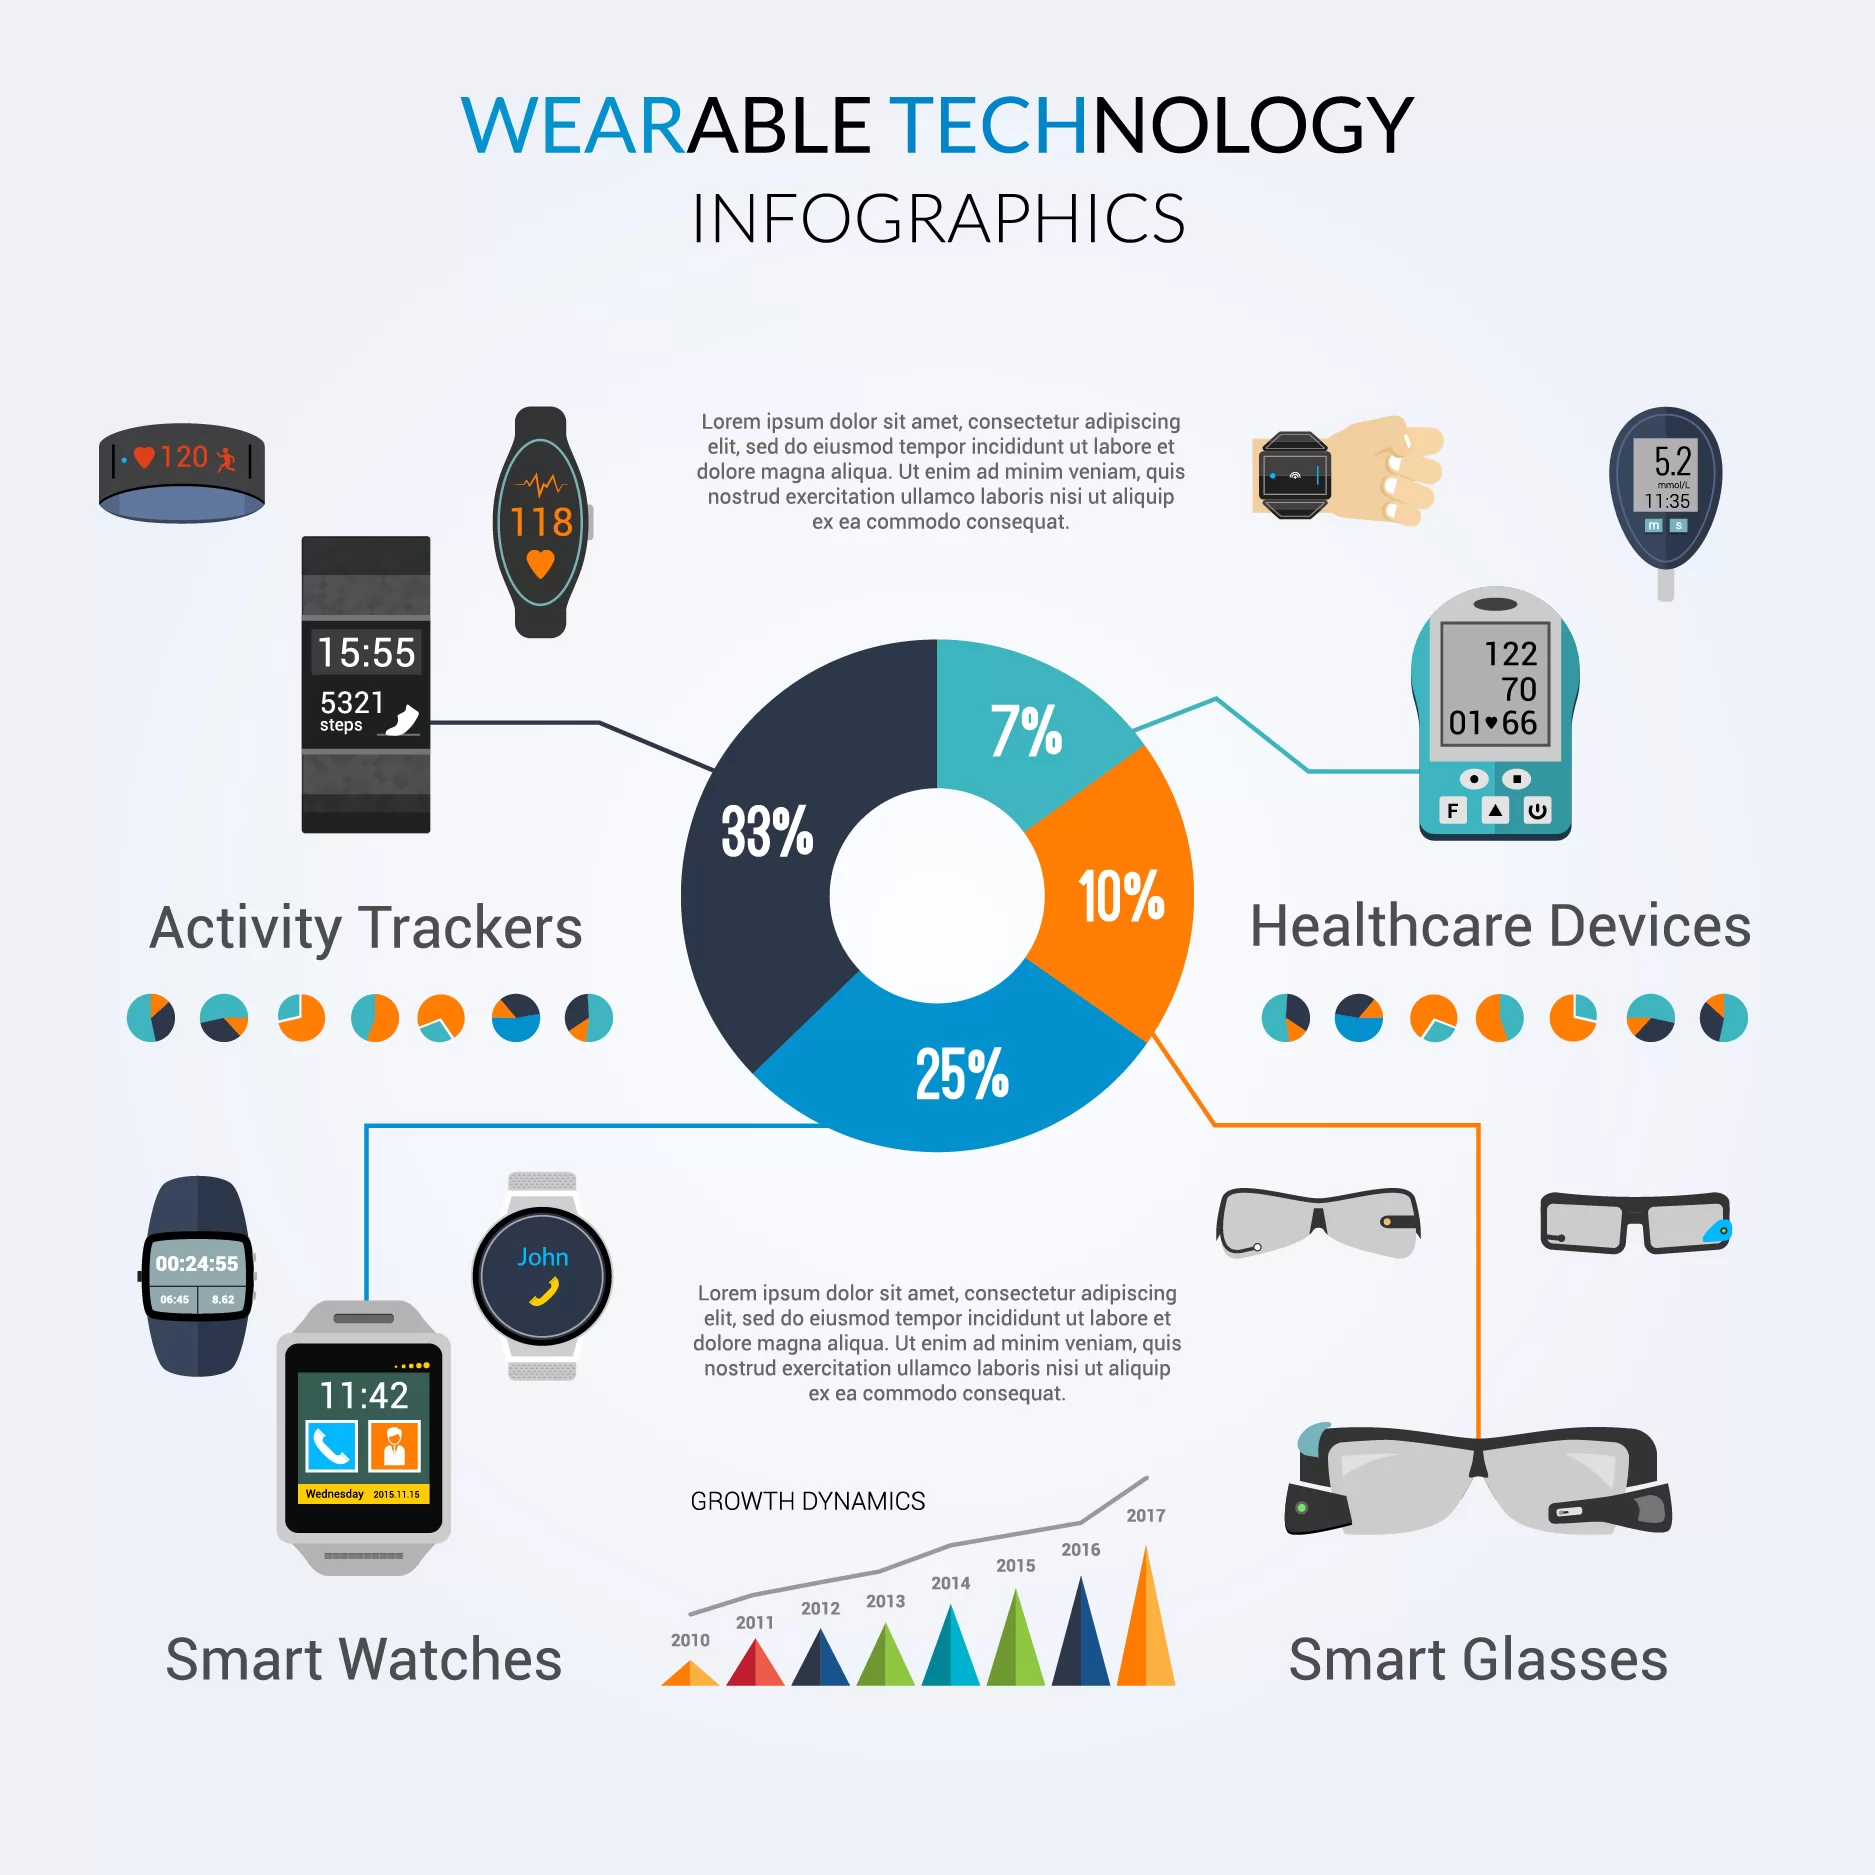 WEARABLE TECHNOLOGY
INFOGRAPHICS
120
118
15:55
5321
steps
Lorem ipsum dolor sit amet, consectetur adipiscing
elit, sed do eiusmod tempor incididunt ut labore et
dolore magna aliqua. Ut enim ad minim veniam, quis
nostrud exercitation ullamco laboris nisi ut aliquip
ex ea commodo consequat.
5.2
mmol/L
11:35
m s
122
70
01♥66
F
7%
33%
10%
25%
Activity Trackers
Healthcare Devices
00:24:55
06:45 8.62
John
11:42
Wednesday 2015.11.15
Smart Watches
Lorem ipsum dolor sit amet, consectetur adipiscing
elit, sed do eiusmod tempor incididunt ut labore et
dolore magna aliqua. Ut enim ad minim veniam, quis
nostrud exercitation ullamco laboris nisi ut aliquip
ex ea commodo consequat.
GROWTH DYNAMICS
2010
2011
2012
2013
2014
2015
2016
2017
Smart Glasses